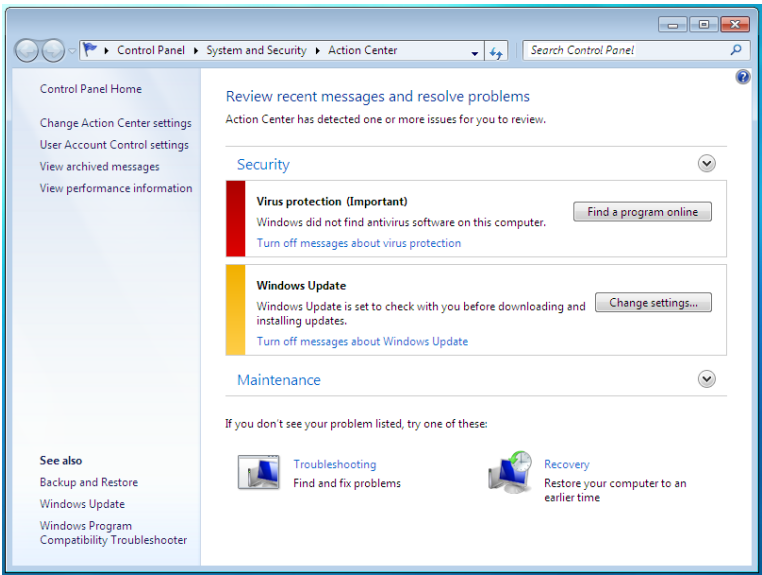 Control Panel System and Security Action Center
Search Control Panel
Control Panel Home
Change Action Center settings
User Account Control settings
View archived messages
View performance information
Review recent messages and resolve problems
Action Center has detected one or more issues for you to review.
Security
Virus protection (Important)
Windows did not find antivirus software on this computer.
Find a program online
Turn off messages about virus protection
Windows Update
Windows Update is set to check with you before downloading and
installing updates.
Change settings...
Turn off messages about Windows Update
Maintenance
If you don't see your problem listed, try one of these:
Troubleshooting
Find and fix problems
Recovery
Restore your computer to an
earlier time
See also
Backup and Restore
Windows Update
Windows Program
Compatibility Troubleshooter